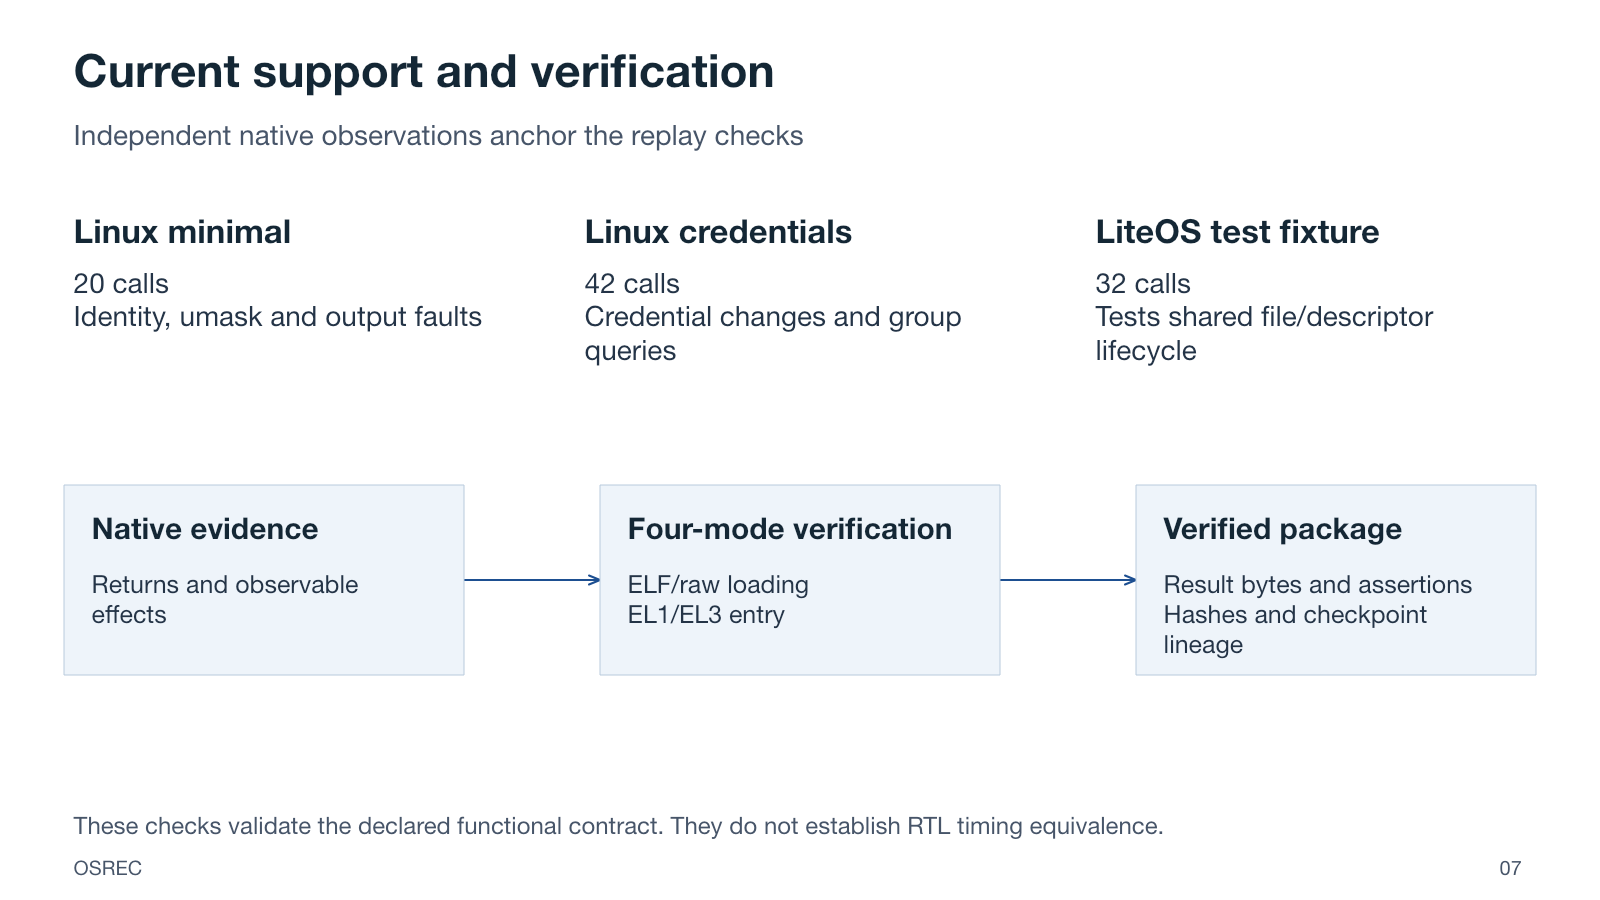 Current support and verification
Independent native observations anchor the replay checks
Linux minimal
20 calls
Identity, umask and output faults
Linux credentials
42 calls
Credential changes and group
queries
LiteOS test fixture
32 calls
Tests shared file/descriptor
lifecycle
Native evidence
Returns and observable
effects
Four-mode verification
ELF/raw loading
EL1/EL3 entry
Verified package
Result bytes and assertions
Hashes and checkpoint
lineage
These checks validate the declared functional contract. They do not establish RTL timing equivalence.
OSREC
07